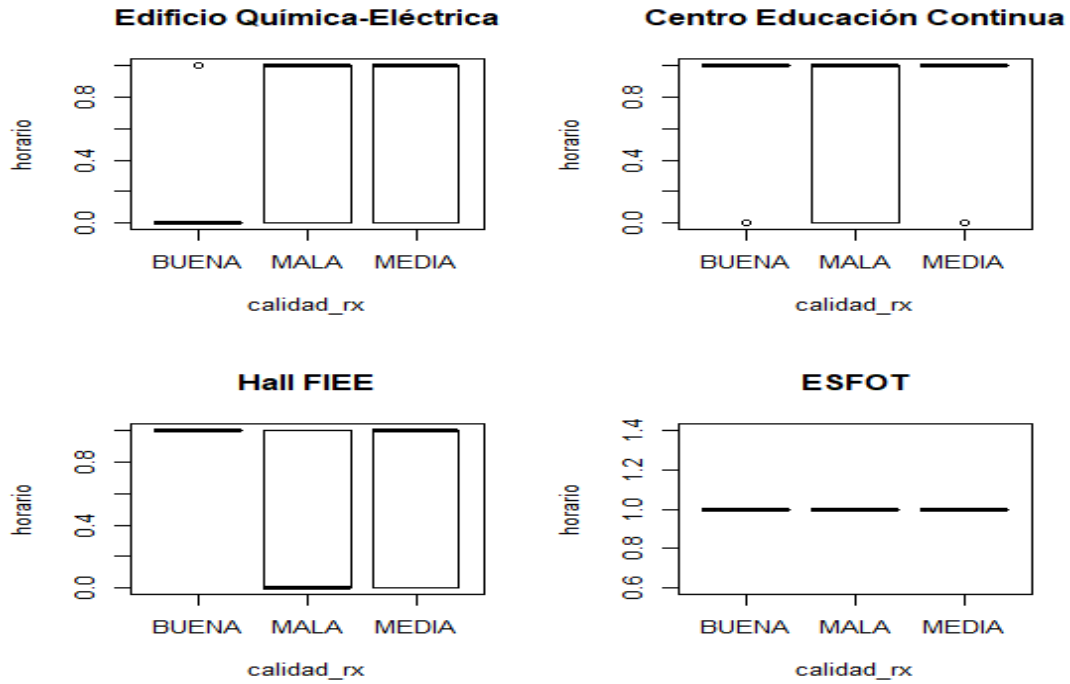 Edificio Química-Eléctrica
horario
0.0 0.4 0.8
BUENA MALA MEDIA
calidad_rx
Centro Educación Continua
horario
0.0 0.4 0.8
BUENA MALA MEDIA
calidad_rx
Hall FIEE
horario
0.0 0.4 0.8
BUENA MALA MEDIA
calidad_rx
ESFOT
horario
0.6 0.8 1.0 1.2 1.4
BUENA MALA MEDIA
calidad_rx